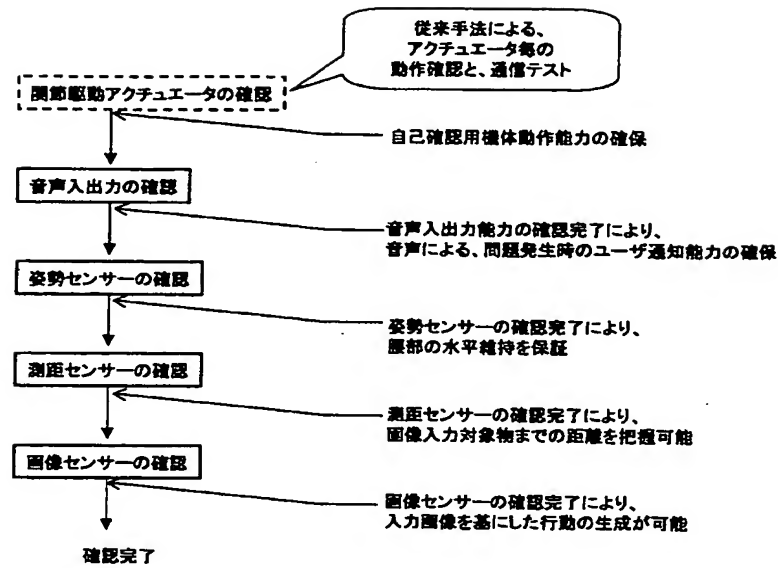 従来手法による、
アクチュエータ毎の
動作確認と、通信テスト
関節駆動アクチュエータの確認
自己確認用機体動作能力の確保
音声入出力の確認
音声入出力能力の確認完了により、
音声による、問題発生時のユーザ通知能力の確保
姿勢センサーの確認
姿勢センサーの確認完了により、
腰部の水平維持を保証
測距センサーの確認
測距センサーの確認完了により、
画像入力対象物までの距離を把握可能
画像センサーの確認
画像センサーの確認完了により、
入力画像を基にした行動の生成が可能
確認完了